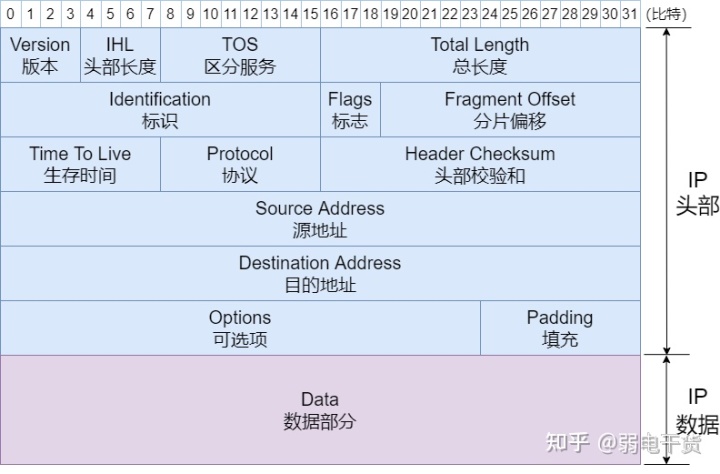 0 1 2 3 4 5 6 7 8 9 10 11 12 13 14 15 16 17 18 19 20 21 22 23 24 25 26 27 28 29 30 31 (比特)
Version IHL TOS Total Length
版本 头部长度 区分服务 总长度
Identification Flags Fragment Offset
标识 标志 分片偏移
Time To Live Protocol Header Checksum
生存时间 协议 头部校验和
IP
头部
Source Address
源地址
Destination Address
目的地址
Options Padding
可选项 填充
Data
数据部分
IP
数据
知乎 @弱电干货